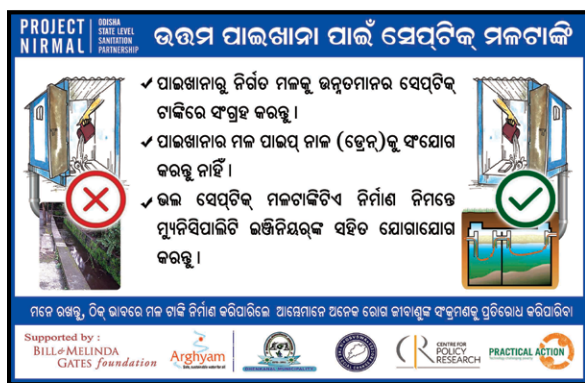 PROJECT NIRMAL
ODISHA STATE LEVEL SANITATION PARTNERSHIP
ଉତ୍ତମ ପାଇଖାନା ପାଇଁ ସେପ୍ଟିକ୍ ମଳଟାଙ୍କି
✓ ପାଇଖାନାରୁ ନିର୍ଗତ ମଳକୁ ଉନ୍ନତମାନର ସେପ୍ଟିକ୍
ଟାଙ୍କିରେ ସଂଗ୍ରହ କରନ୍ତୁ ।
✓ ପାଇଖାନାର ମଳ ପାଇପ୍ ନାଳ (ଡ୍ରେନ୍)କୁ ସଂଯୋଗ
କରନ୍ତୁ ନାହିଁ ।
✓ ଭଲ ସେପ୍ଟିକ୍ ମଳଟାଙ୍କିଟିଏ ନିର୍ମାଣ ନିମନ୍ତେ
ମ୍ୟୁନିସିପାଲିଟି ଇଞ୍ଜିନିୟର୍ଙ୍କ ସହିତ ଯୋଗାଯୋଗ
କରନ୍ତୁ ।
ମନେ ରଖନ୍ତୁ, ଠିକ୍ ଭାବରେ ମଳ ଟାଙ୍କି ନିର୍ମାଣ କରିପାରିଲେ ଆମ୍ଭେମାନେ ଅନେକ ରୋଗ ଜୀବାଣୁଙ୍କ ସଂକ୍ରମଣକୁ ପ୍ରତିରୋଧ କରିପାରିବା
Supported by :
BILL & MELINDA
GATES foundation
Arghyam
CENTRE FOR
POLICY
RESEARCH
PRACTICAL ACTION